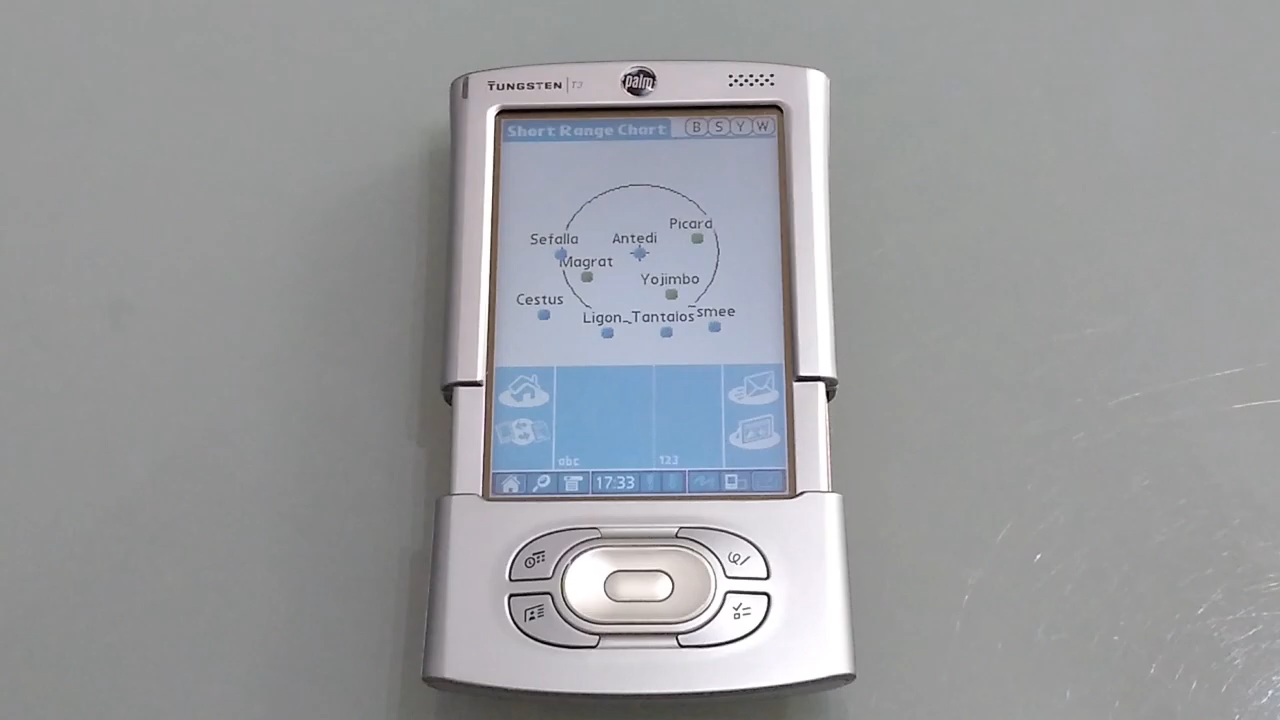 TUNGSTEN | T3
palm
Short Range Chart B S Y W
Picard
Sefalla Antedi
Magrat
Yojimbo
Cestus
Ligon~Tantalos~smee
abc 123
17:33